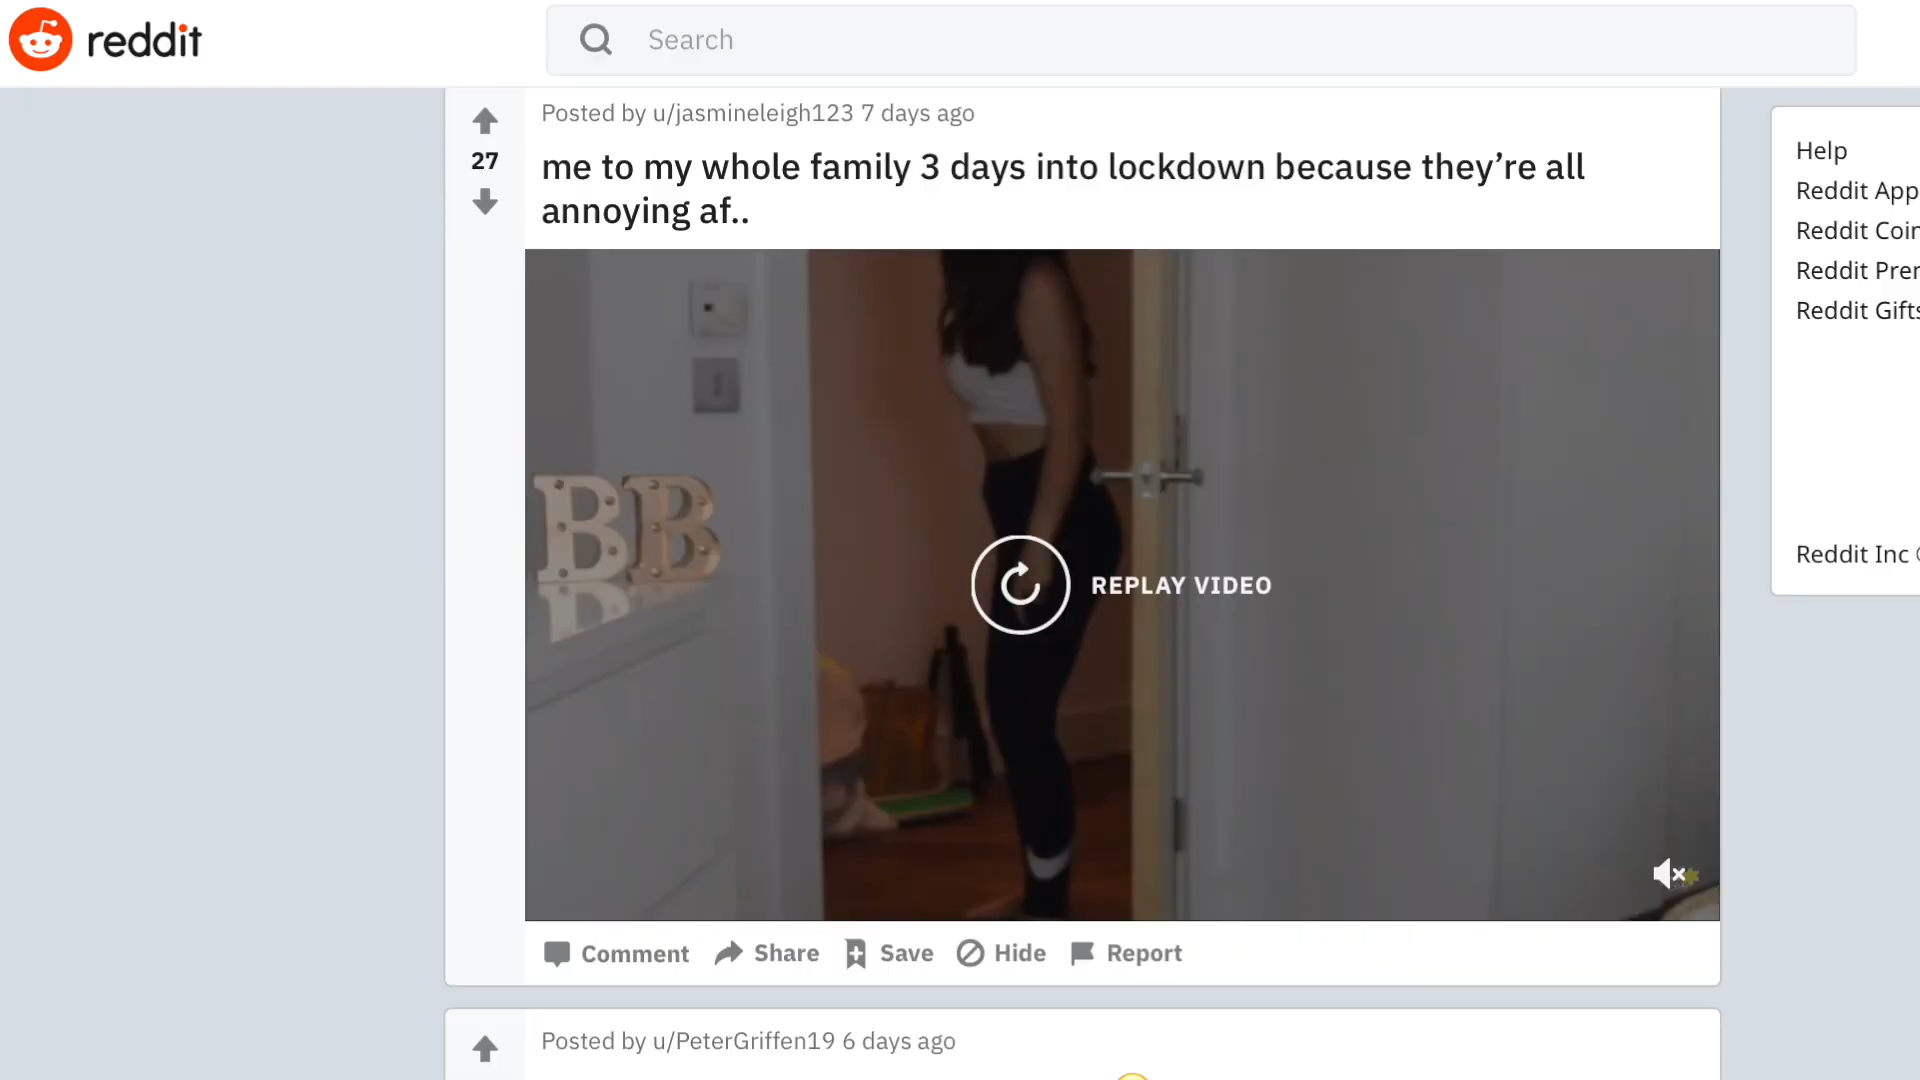 reddit
Search
Posted by u/jasmineleigh123 7 days ago
27
me to my whole family 3 days into lockdown because they’re all
annoying af..
BB
REPLAY VIDEO
Comment Share Save Hide Report
Posted by u/PeterGriffen19 6 days ago
Help
Reddit App
Reddit Coin
Reddit Prer
Reddit Gifts
Reddit Inc